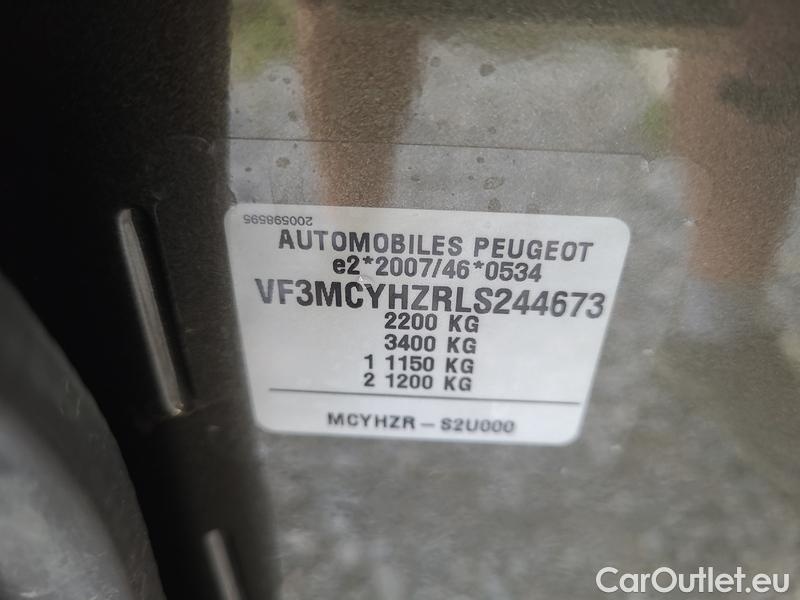 200598595
AUTOMOBILES PEUGEOT
e2*2007/46*0534
VF3MCYHZRLS244673
2200 KG
3400 KG
1 1150 KG
2 1200 KG
MCYHZR – S2U000
CarOutlet.eu